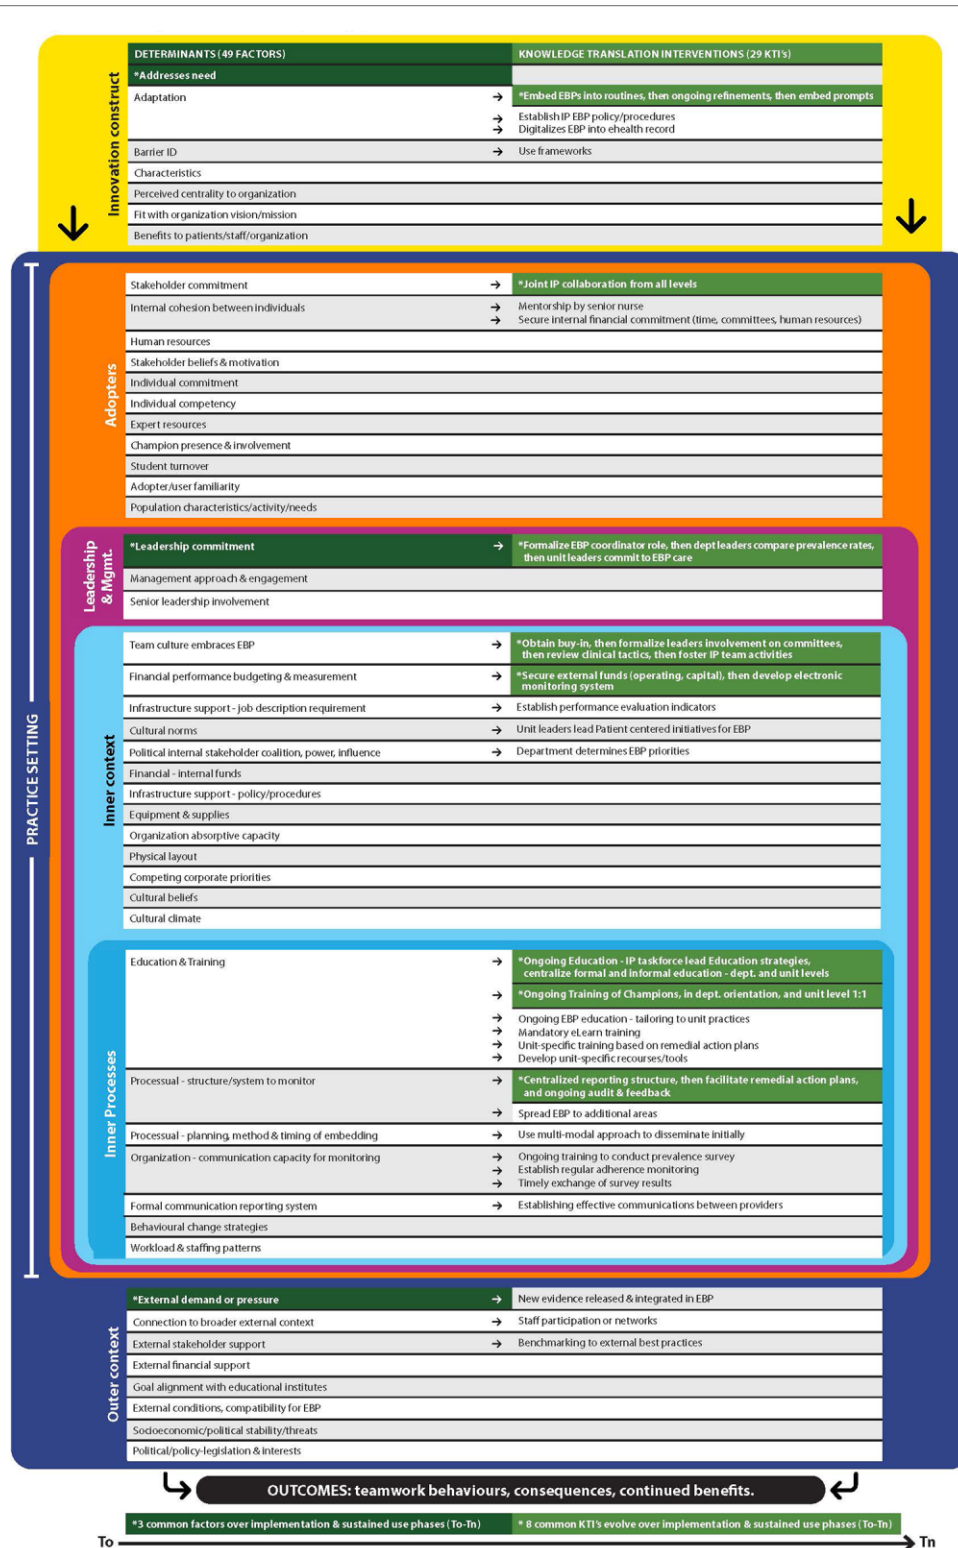 DETERMINANTS (49 FACTORS)
KNOWLEDGE TRANSLATION INTERVENTIONS (29 KTI's)
Innovation construct
*Addresses need
Adaptation
→ *Embed EBPs into routines, then ongoing refinements, then embed prompts
→ Establish IP EBP policy/procedures
→ Digitalizes EBP into ehealth record
Barrier ID
→ Use frameworks
Characteristics
Perceived centrality to organization
Fit with organization vision/mission
Benefits to patients/staff/organization
PRACTICE SETTING
Adopters
Stakeholder commitment
→ *Joint IP collaboration from all levels
Internal cohesion between individuals
→ Mentorship by senior nurse
→ Secure internal financial commitment (time, committees, human resources)
Human resources
Stakeholder beliefs & motivation
Individual commitment
Individual competency
Expert resources
Champion presence & involvement
Student turnover
Adopter/user familiarity
Population characteristics/activity/needs
Leadership
& Mgmt.
*Leadership commitment
→ *Formalize EBP coordinator role, then dept leaders compare prevalence rates,
then unit leaders commit to EBP care
Management approach & engagement
Senior leadership involvement
Inner context
Team culture embraces EBP
→ *Obtain buy-in, then formalize leaders involvement on committees,
then review clinical tactics, then foster IP team activities
Financial performance budgeting & measurement
→ *Secure external funds (operating, capital), then develop electronic
monitoring system
Infrastructure support - job description requirement
→ Establish performance evaluation indicators
Cultural norms
→ Unit leaders lead Patient centered initiatives for EBP
Political internal stakeholder coalition, power, influence
→ Department determines EBP priorities
Financial - internal funds
Infrastructure support - policy/procedures
Equipment & supplies
Organization absorptive capacity
Physical layout
Competing corporate priorities
Cultural beliefs
Cultural climate
Inner Processes
Education & Training
→ *Ongoing Education - IP taskforce lead Education strategies,
centralize formal and informal education - dept. and unit levels
→ *Ongoing Training of Champions, in dept. orientation, and unit level 1:1
→ Ongoing EBP education - tailoring to unit practices
→ Mandatory eLearn training
→ Unit-specific training based on remedial action plans
→ Develop unit-specific recourses/tools
Processual - structure/system to monitor
→ *Centralized reporting structure, then facilitate remedial action plans,
and ongoing audit & feedback
→ Spread EBP to additional areas
Processual - planning, method & timing of embedding
→ Use multi-modal approach to disseminate initially
Organization - communication capacity for monitoring
→ Ongoing training to conduct prevalence survey
→ Establish regular adherence monitoring
→ Timely exchange of survey results
Formal communication reporting system
→ Establishing effective communications between providers
Behavioural change strategies
Workload & staffing patterns
Outer context
*External demand or pressure
→ New evidence released & integrated in EBP
Connection to broader external context
→ Staff participation or networks
External stakeholder support
→ Benchmarking to external best practices
External financial support
Goal alignment with educational institutes
External conditions, compatibility for EBP
Socioeconomic/political stability/threats
Political/policy-legislation & interests
OUTCOMES: teamwork behaviours, consequences, continued benefits.
*3 common factors over implementation & sustained use phases (To-Tn)
* 8 common KTI's evolve over implementation & sustained use phases (To-Tn)
To
Tn